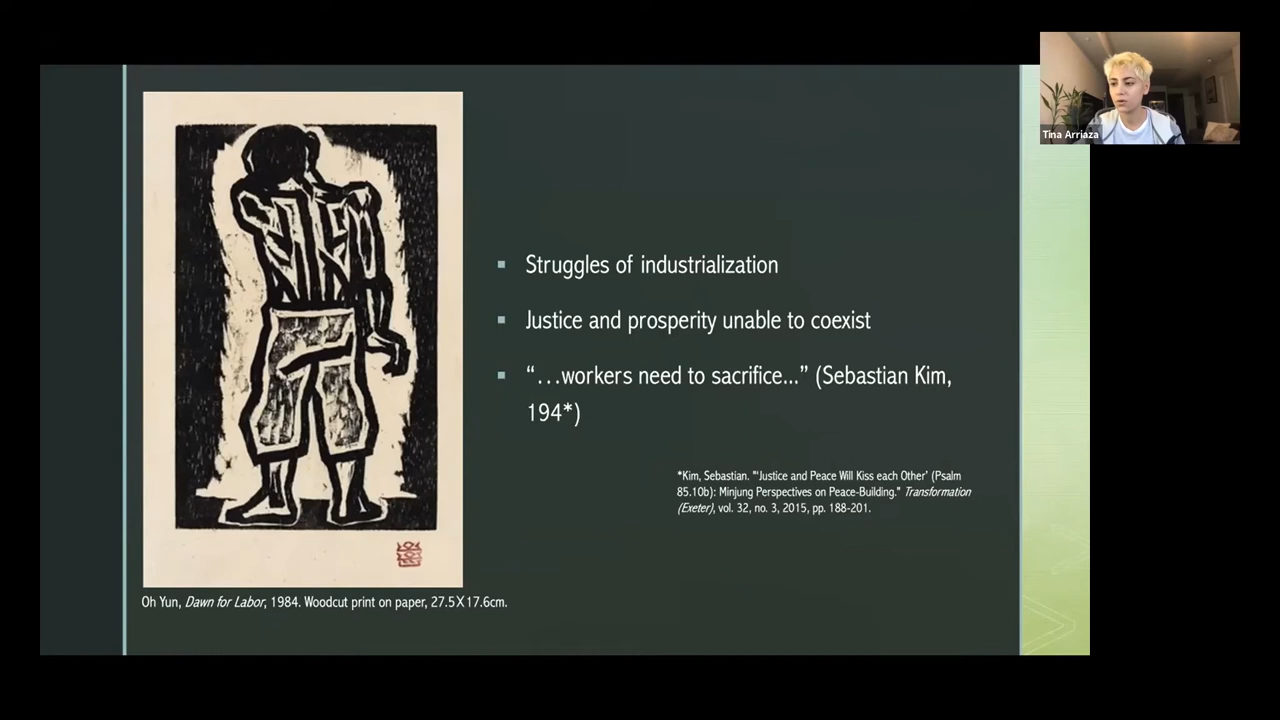 Tina Arriaza
Struggles of industrialization
Justice and prosperity unable to coexist
“…workers need to sacrifice...” (Sebastian Kim,
194*)
*Kim, Sebastian. "‘Justice and Peace Will Kiss each Other’ (Psalm
85.10b): Minjung Perspectives on Peace-Building." Transformation
(Exeter), vol. 32, no. 3, 2015, pp. 188-201.
Oh Yun, Dawn for Labor, 1984. Woodcut print on paper, 27.5X17.6cm.